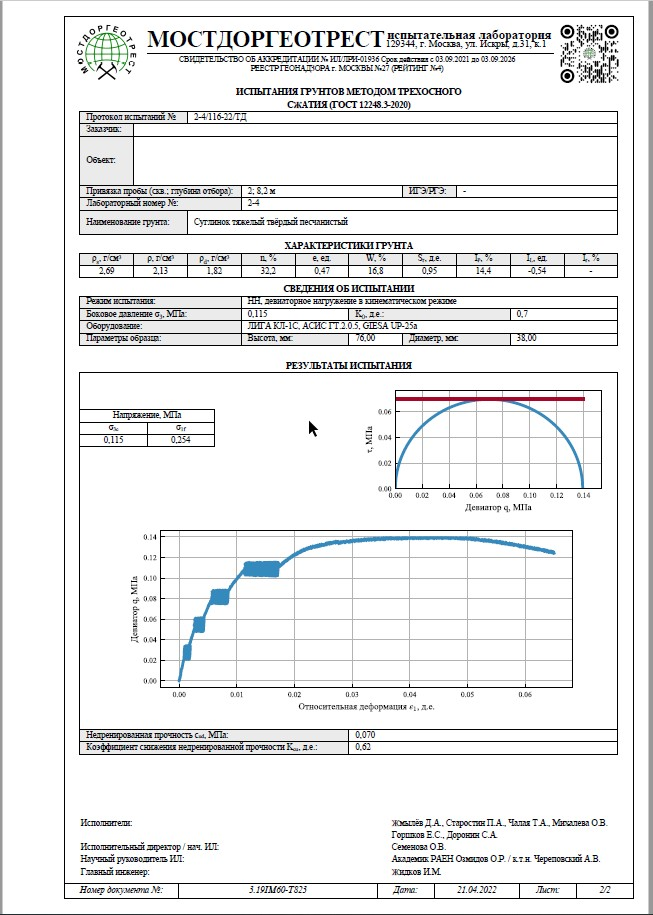 МОСТДОРГЕОТРЕСТ
МОСТДОРГЕОТРЕСТ испытательная лаборатория
129344, г. Москва, ул. Искры, д.31, к.1
СВИДЕТЕЛЬСТВО ОБ АККРЕДИТАЦИИ № ИЛ/ЛРИ-01936 Срок действия с 03.09.2021 до 03.09.2026
РЕЕСТР ГЕОНАДЗОРА г. МОСКВЫ №27 (РЕЙТИНГ №4)
ИСПЫТАНИЯ ГРУНТОВ МЕТОДОМ ТРЕХОСНОГО
СЖАТИЯ (ГОСТ 12248.3-2020)
Протокол испытаний № 2-4/116-22/ТД
Заказчик:
Объект:
Привязка пробы (скв.; глубина отбора): 2; 8,2 м ИГЭ/РГЭ: -
Лабораторный номер №: 2-4
Наименование грунта: Суглинок тяжелый твёрдый песчанистый
ХАРАКТЕРИСТИКИ ГРУНТА
ρs, г/см³ ρ, г/см³ ρd, г/см³ n, % e, ед. W, % Sr, д.е. IP, % IL, ед. Ir, %
2,69 2,13 1,82 32,2 0,47 16,8 0,95 14,4 -0,54 -
СВЕДЕНИЯ ОБ ИСПЫТАНИИ
Режим испытания: НН, девиаторное нагружение в кинематическом режиме
Боковое давление σ3, МПа: 0,115 K0, д.е.: 0,7
Оборудование: ЛИГА КЛ-1С, АСИС ГТ.2.0.5, GIESA UP-25a
Параметры образца: Высота, мм: 76,00 Диаметр, мм: 38,00
РЕЗУЛЬТАТЫ ИСПЫТАНИЯ
Напряжение, МПа
σ3c σ1f
0,115 0,254
τ, МПа
0.06
0.04
0.02
0.00
0.00 0.02 0.04 0.06 0.08 0.10 0.12 0.14
Девиатор q, МПа
Девиатор q, МПа
0.14
0.12
0.10
0.08
0.06
0.04
0.02
0.00
0.00 0.01 0.02 0.03 0.04 0.05 0.06
Относительная деформация ε1, д.е.
Недренированная прочность cud, МПа: 0,070
Коэффициент снижения недренированной прочности Kcu, д.е.: 0,62
Исполнители: Жмылёв Д.А., Старостин П.А., Чалая Т.А., Михалева О.В.
Горшков Е.С., Доронин С.А.
Исполнительный директор / нач. ИЛ: Семенова О.В.
Научный руководитель ИЛ: Академик РАЕН Озмидов О.Р. / к.т.н. Череповский А.В.
Главный инженер: Жидков И.М.
Номер документа №: 3.19IM60-T823 Дата: 21.04.2022 Лист: 2/2